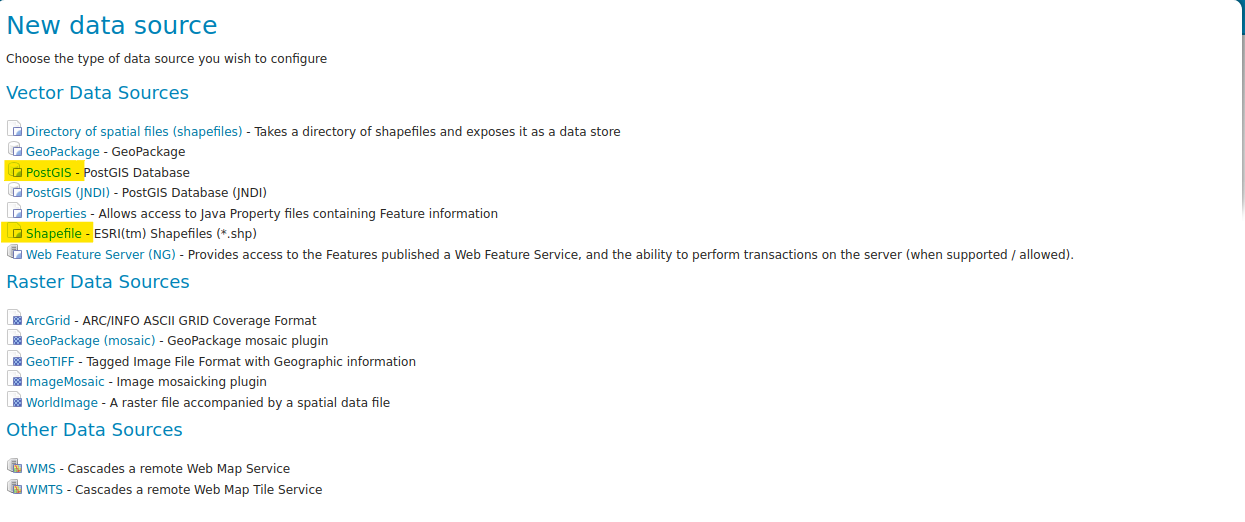 New data source
Choose the type of data source you wish to configure
Vector Data Sources
Directory of spatial files (shapefiles) - Takes a directory of shapefiles and exposes it as a data store
GeoPackage - GeoPackage
PostGIS - PostGIS Database
PostGIS (JNDI) - PostGIS Database (JNDI)
Properties - Allows access to Java Property files containing Feature information
Shapefile - ESRI(tm) Shapefiles (*.shp)
Web Feature Server (NG) - Provides access to the Features published a Web Feature Service, and the ability to perform transactions on the server (when supported / allowed).
Raster Data Sources
ArcGrid - ARC/INFO ASCII GRID Coverage Format
GeoPackage (mosaic) - GeoPackage mosaic plugin
GeoTIFF - Tagged Image File Format with Geographic information
ImageMosaic - Image mosaicking plugin
WorldImage - A raster file accompanied by a spatial data file
Other Data Sources
WMS - Cascades a remote Web Map Service
WMTS - Cascades a remote Web Map Tile Service